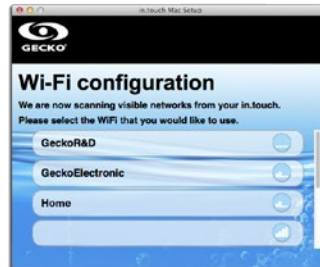 in.touch Mac Setup
GECKO
Wi-Fi configuration
We are now scanning visible networks from your in.touch.
Please select the WiFi that you would like to use.
GeckoR&D
GeckoElectronic
Home